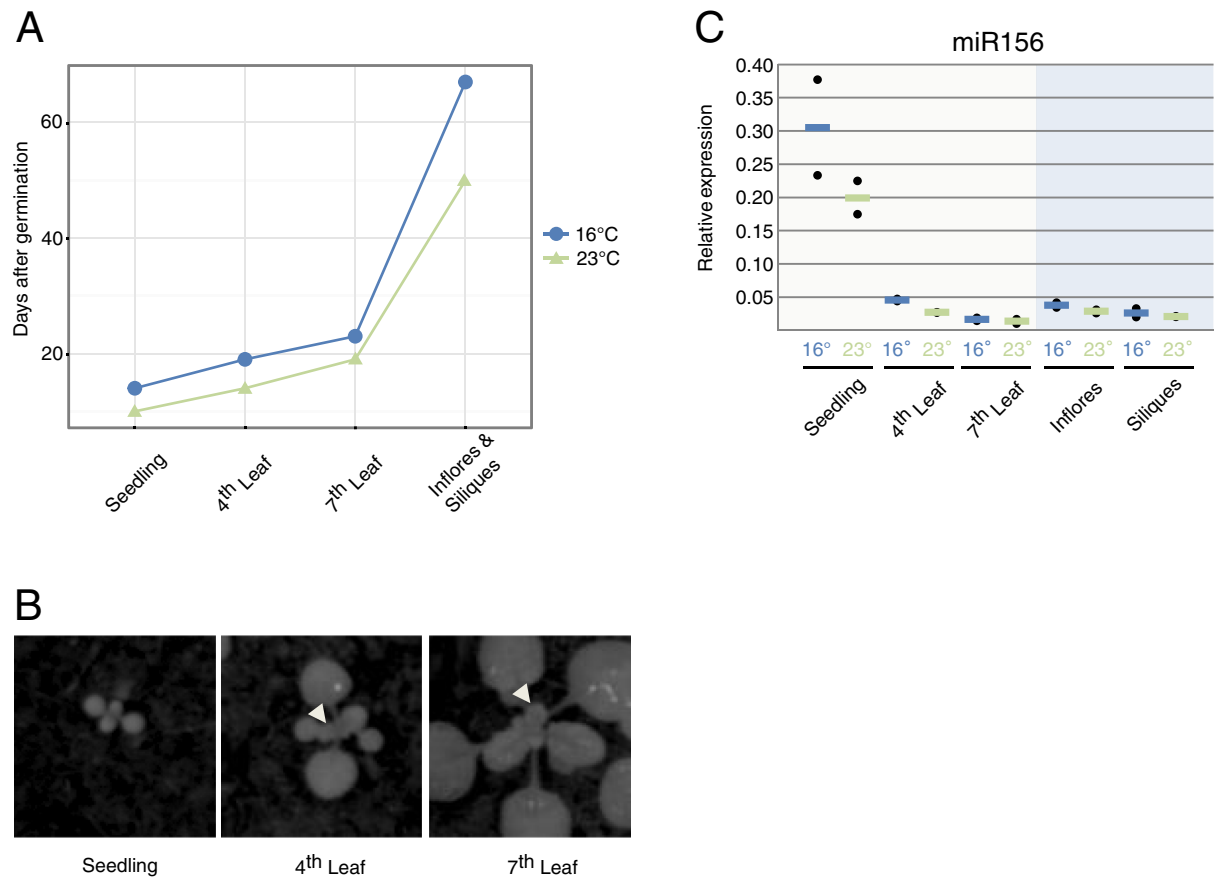 A
Days after germination
60
40
20
Seedling
4th Leaf
7th Leaf
Inflores &
Siliques
16°C
23°C
C
miR156
Relative expression
0.40
0.35
0.30
0.25
0.20
0.15
0.10
0.05
16° 23° 16° 23° 16° 23° 16° 23° 16° 23°
Seedling
4th Leaf
7th Leaf
Inflores
Siliques
B
Seedling
4th Leaf
7th Leaf